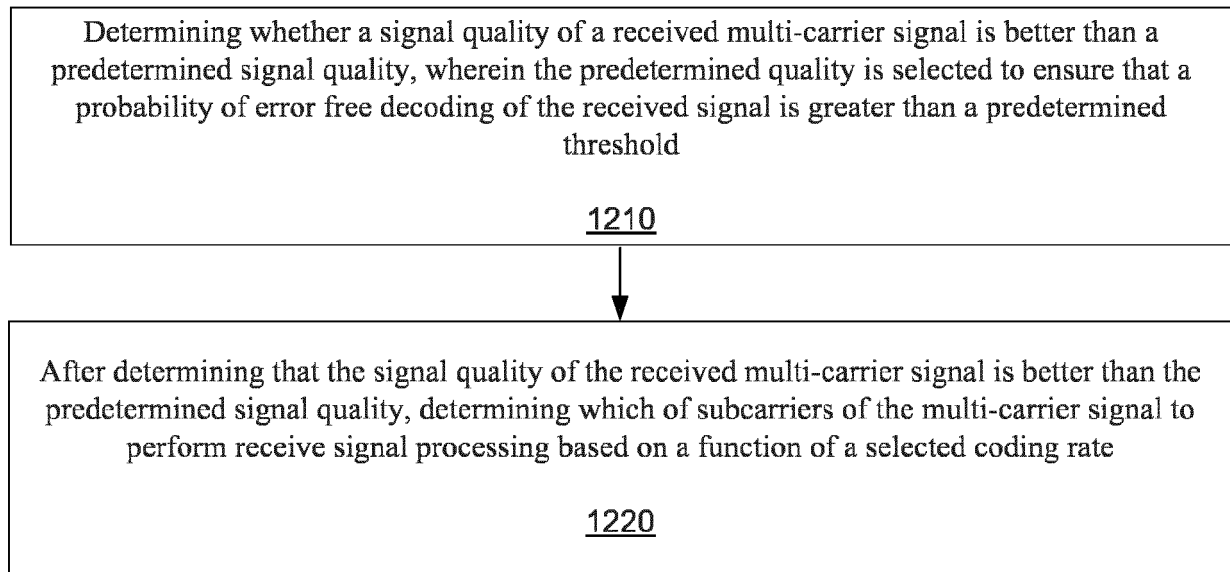 Determining whether a signal quality of a received multi-carrier signal is better than a
predetermined signal quality, wherein the predetermined quality is selected to ensure that a
probability of error free decoding of the received signal is greater than a predetermined
threshold
1210
After determining that the signal quality of the received multi-carrier signal is better than the
predetermined signal quality, determining which of subcarriers of the multi-carrier signal to
perform receive signal processing based on a function of a selected coding rate
1220